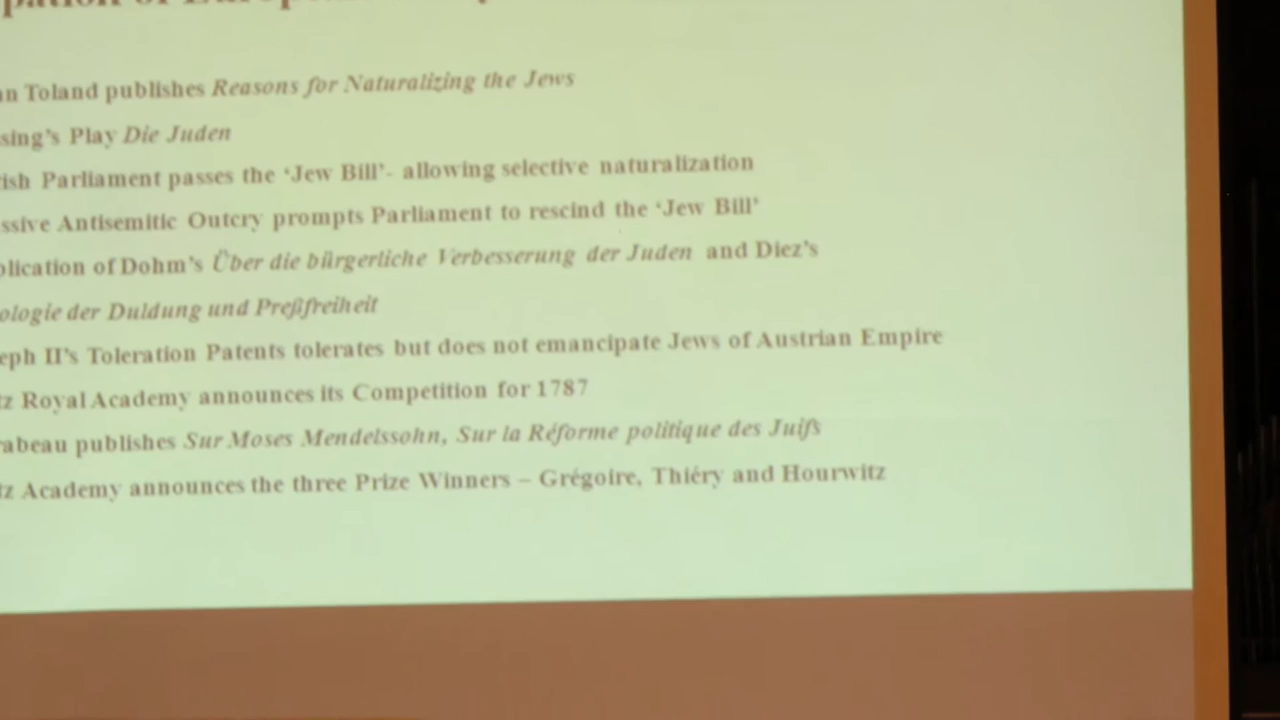 an Toland publishes Reasons for Naturalizing the Jews
sing's Play Die Juden
ish Parliament passes the ‘Jew Bill’- allowing selective naturalization
ssive Antisemitic Outcry prompts Parliament to rescind the ‘Jew Bill’
blication of Dohm’s Über die bürgerliche Verbesserung der Juden and Diez’s
ologie der Duldung und Preßfreiheit
eph II’s Toleration Patents tolerates but does not emancipate Jews of Austrian Empire
tz Royal Academy announces its Competition for 1787
rabeau publishes Sur Moses Mendelssohn, Sur la Réforme politique des Juifs
tz Academy announces the three Prize Winners – Grégoire, Thiéry and Hourwitz